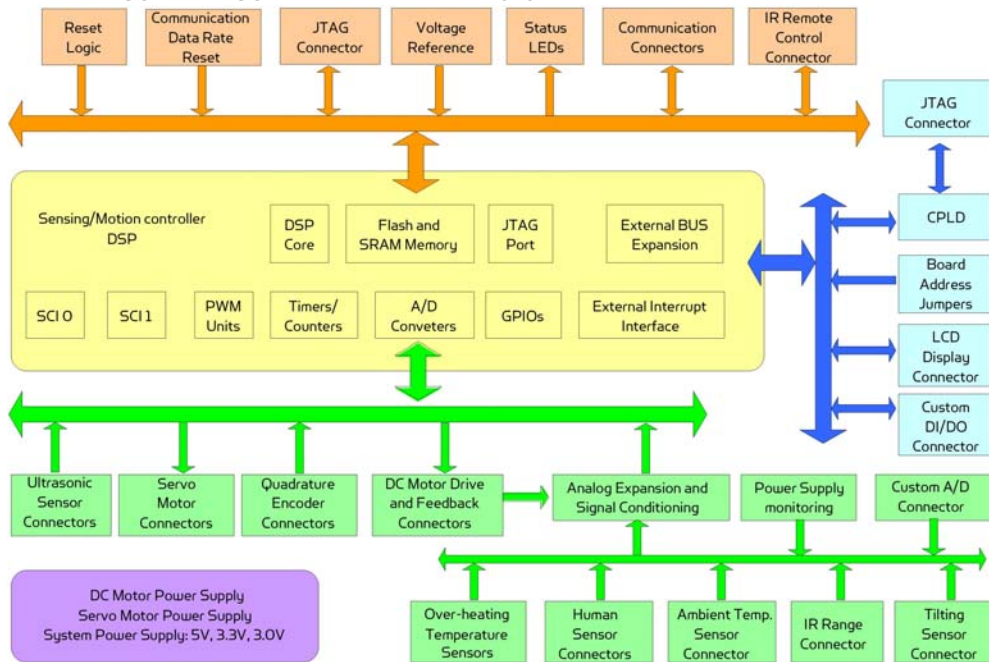 Reset
Logic
Communication
Data Rate
Reset
JTAG
Connector
Voltage
Reference
Status
LEDs
Communication
Connectors
IR Remote
Control
Connector
JTAG
Connector
Sensing/Motion controller
DSP
DSP
Core
Flash and
SRAM Memory
JTAG
Port
External BUS
Expansion
CPLD
SCI 0
SCI 1
PWM
Units
Timers/
Counters
A/D
Conveters
GPIOs
External Interrupt
Interface
Board
Address
Jumpers
LCD
Display
Connector
Custom
DI/DO
Connector
Ultrasonic
Sensor
Connectors
Servo
Motor
Connectors
Quadrature
Encoder
Connectors
DC Motor Drive
and Feedback
Connectors
Analog Expansion and
Signal Conditioning
Power Supply
monitoring
Custom A/D
Connector
DC Motor Power Supply
Servo Motor Power Supply
System Power Supply: 5V, 3.3V, 3.0V
Over-heating
Temperature
Sensors
Human
Sensor
Connectors
Ambient Temp.
Sensor
Connector
IR Range
Connector
Tilting
Sensor
Connector